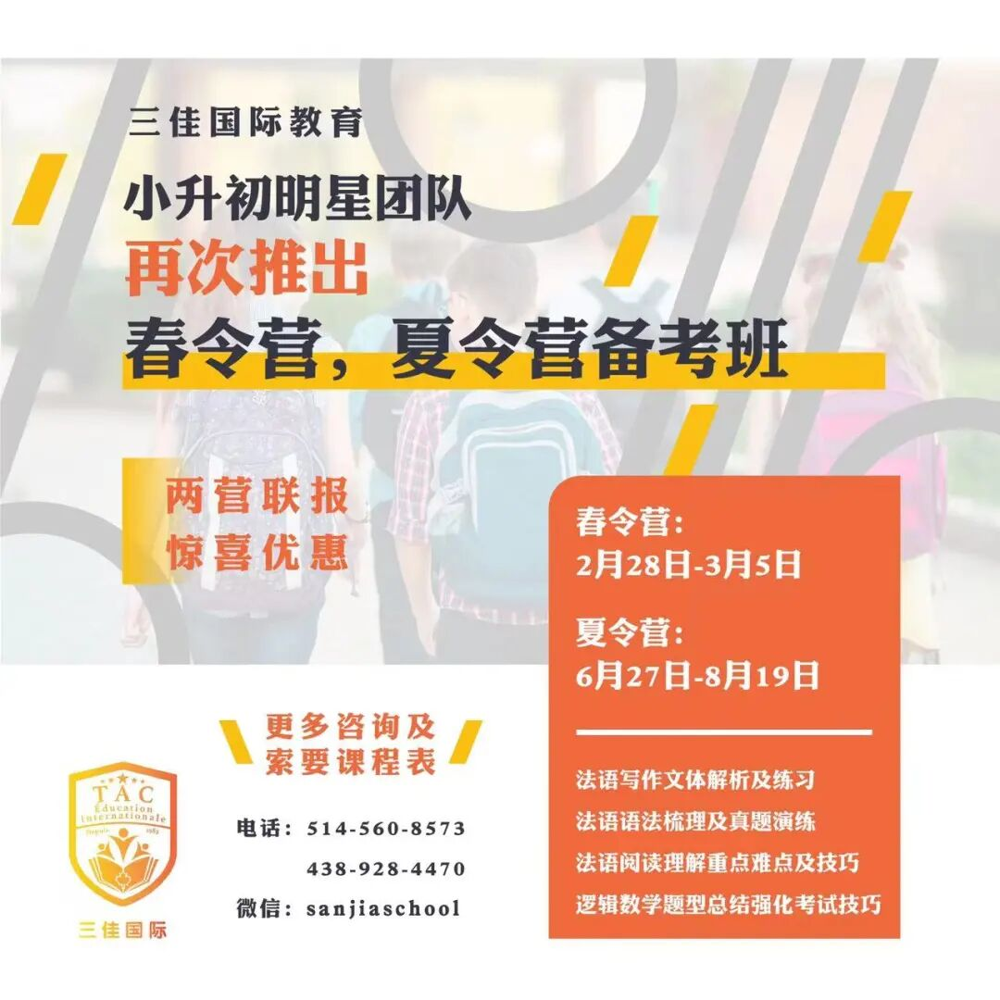 三佳国际教育
小升初明星团队
再次推出
春令营，夏令营备考班
两营联报
惊喜优惠
春令营：
2月28日-3月5日
夏令营：
6月27日-8月19日
法语写作文体解析及练习
法语语法梳理及真题演练
法语阅读理解重点难点及技巧
逻辑数学题型总结强化考试技巧
更多咨询及
索要课程表
电话：514-560-8573
438-928-4470
微信：sanjiaschool
TAC
Éducation
Internationale
Depuis 1983
三佳国际